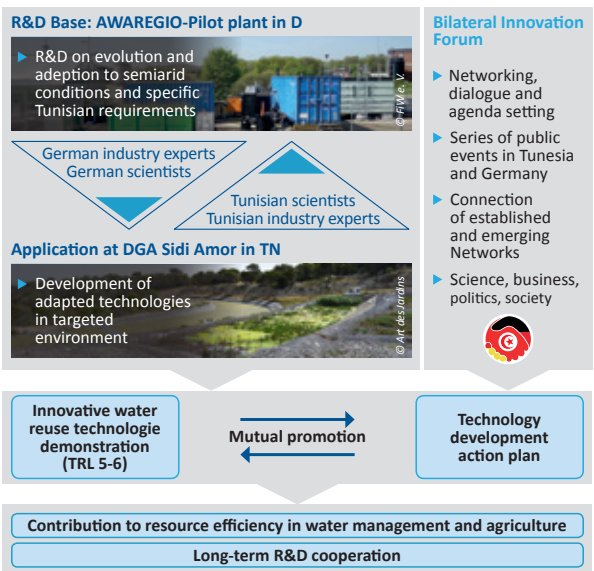 R&D Base: AWAREGIO-Pilot plant in D
R&D on evolution and
adeption to semiarid
conditions and specific
Tunisian requirements
© FiW e. V.
German industry experts
German scientists
Tunisian scientists
Tunisian industry experts
Application at DGA Sidi Amor in TN
Development of
adapted technologies
in targeted
environment
© Art des Jardins
Bilateral Innovation
Forum
Networking,
dialogue and
agenda setting
Series of public
events in Tunesia
and Germany
Connection
of established
and emerging
Networks
Science, business,
politics, society
Innovative water
reuse technologie
demonstration
(TRL 5-6)
Mutual promotion
Technology
development
action plan
Contribution to resource efficiency in water management and agriculture
Long-term R&D cooperation